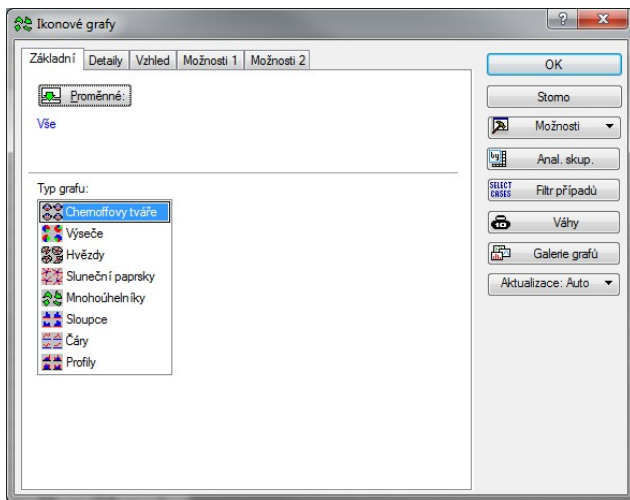 Ikonové grafy
Základní
Detaily
Vzhled
Možnosti 1
Možnosti 2
Proměnné:
Vše
Typ grafu:
Chernoffovy tváře
Výseče
Hvězdy
Sluneční paprsky
Mnohoúhelníky
Sloupce
Čáry
Profily
OK
Storno
Možnosti
Anal. skup.
SELECT CASES
Filtr případů
Váhy
Galerie grafů
Aktualizace: Auto